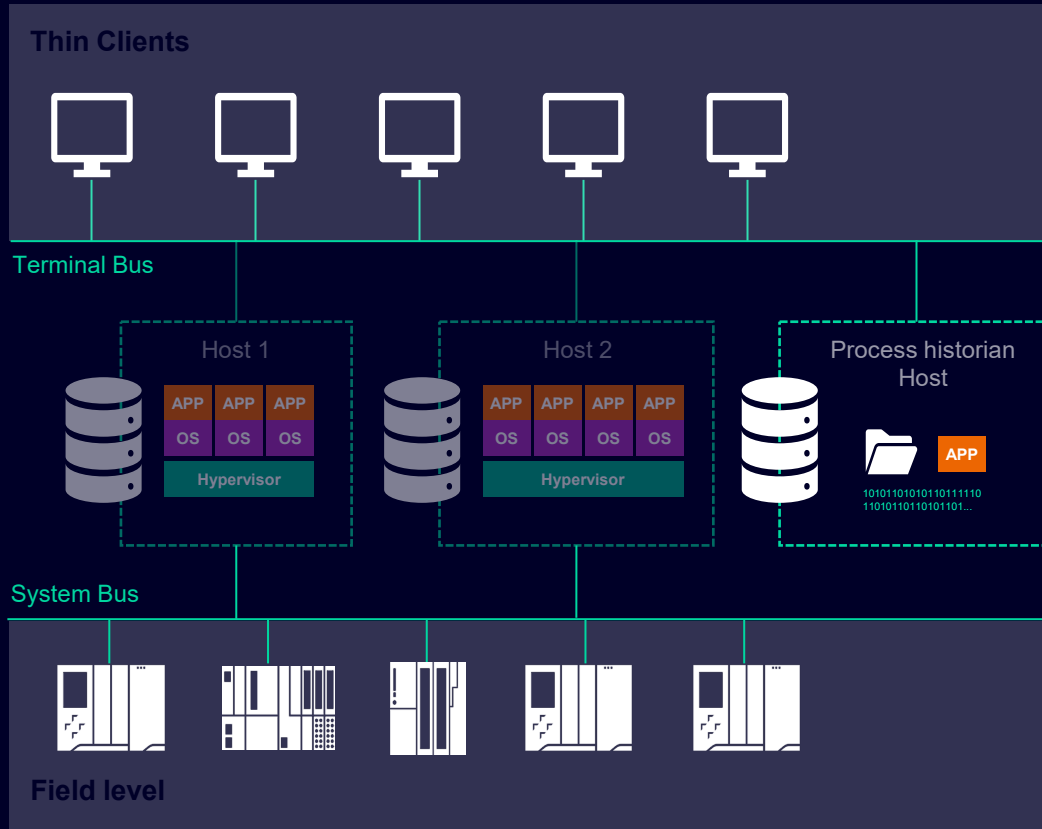 Thin Clients
Terminal Bus
Host 1
APP APP APP
OS OS OS
Hypervisor
Host 2
APP APP APP APP
OS OS OS OS
Hypervisor
Process historian
Host
APP
10101101010110111110
11010110110101101...
System Bus
Field level